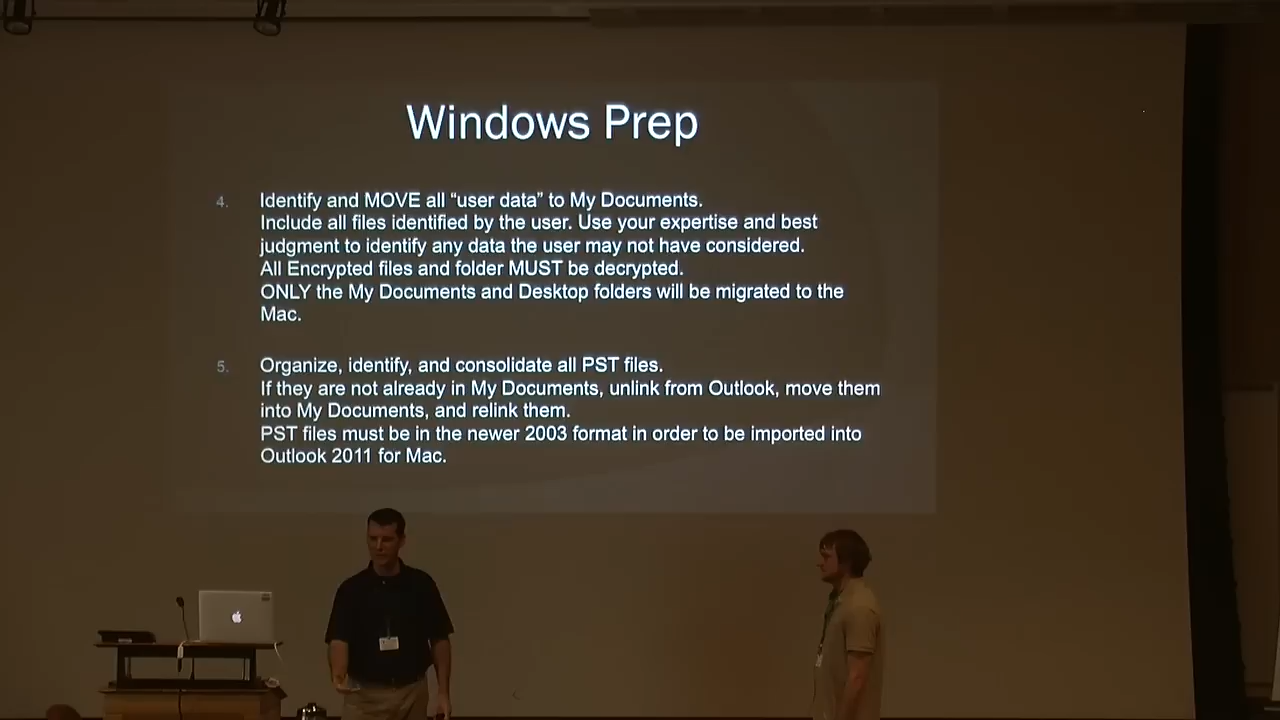 Windows Prep
4. Identify and MOVE all “user data” to My Documents.
Include all files identified by the user. Use your expertise and best
judgment to identify any data the user may not have considered.
All Encrypted files and folder MUST be decrypted.
ONLY the My Documents and Desktop folders will be migrated to the
Mac.
5. Organize, identify, and consolidate all PST files.
If they are not already in My Documents, unlink from Outlook, move them
into My Documents, and relink them.
PST files must be in the newer 2003 format in order to be imported into
Outlook 2011 for Mac.